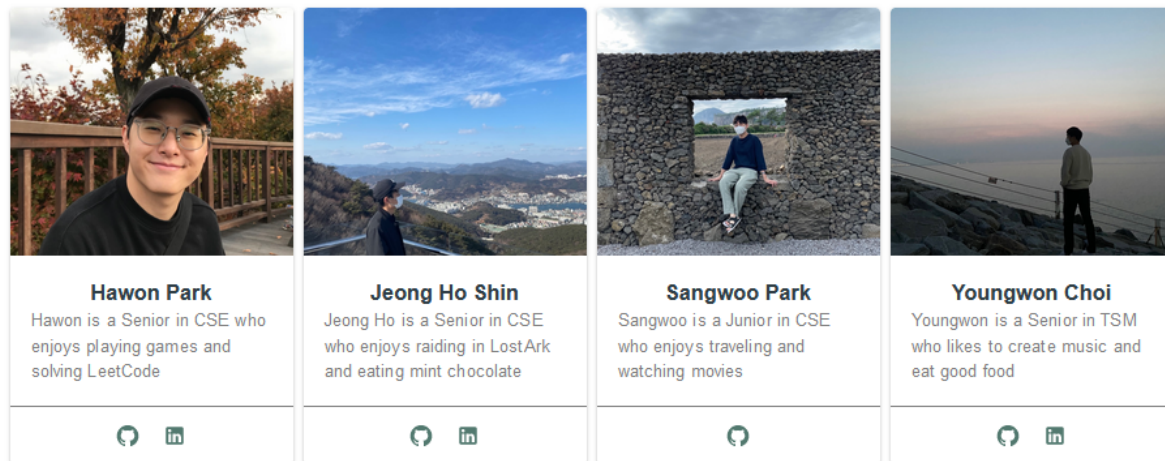 Hawon Park
Hawon is a Senior in CSE who
enjoys playing games and
solving LeetCode
Jeong Ho Shin
Jeong Ho is a Senior in CSE
who enjoys raiding in LostArk
and eating mint chocolate
Sangwoo Park
Sangwoo is a Junior in CSE
who enjoys traveling and
watching movies
Youngwon Choi
Youngwon is a Senior in TSM
who likes to create music and
eat good food